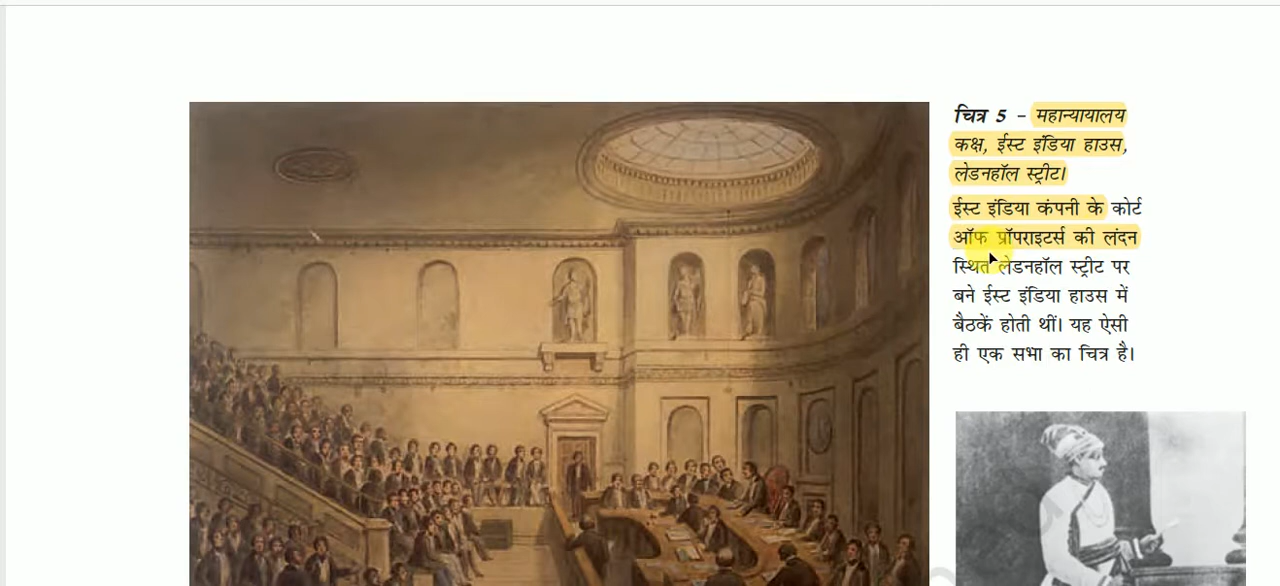 चित्र 5 – महान्यायालय
कक्ष, ईस्ट इंडिया हाउस,
लेडनहॉल स्ट्रीट।
ईस्ट इंडिया कंपनी के कोर्ट
ऑफ प्रॉपराइटर्स की लंदन
स्थित लेडनहॉल स्ट्रीट पर
बने ईस्ट इंडिया हाउस में
बैठकें होती थीं। यह ऐसी
ही एक सभा का चित्र है।